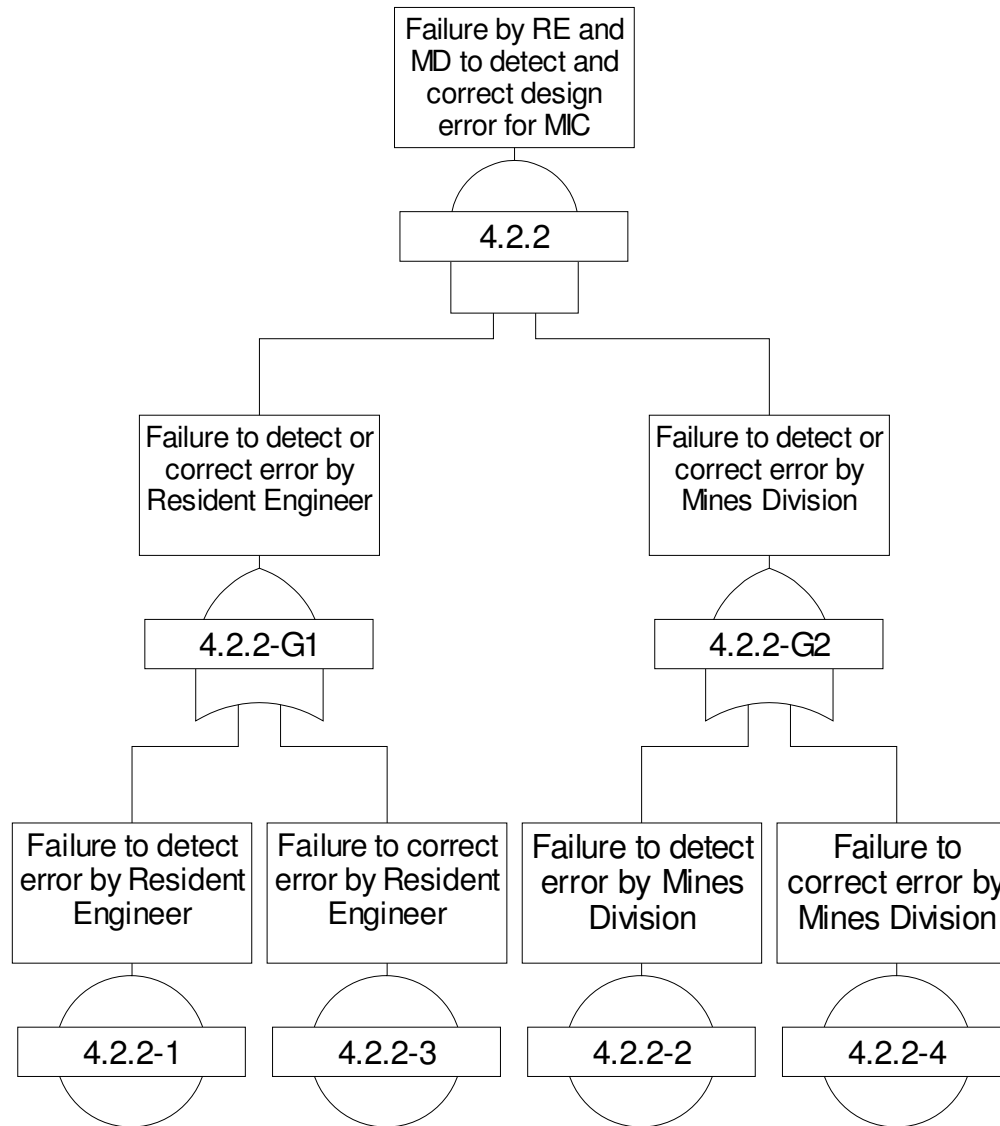 Failure by RE and
MD to detect and
correct design
error for MIC
4.2.2
Failure to detect or
correct error by
Resident Engineer
Failure to detect or
correct error by
Mines Division
4.2.2-G1
4.2.2-G2
Failure to detect
error by Resident
Engineer
Failure to correct
error by Resident
Engineer
Failure to detect
error by Mines
Division
Failure to
correct error by
Mines Division
4.2.2-1
4.2.2-3
4.2.2-2
4.2.2-4